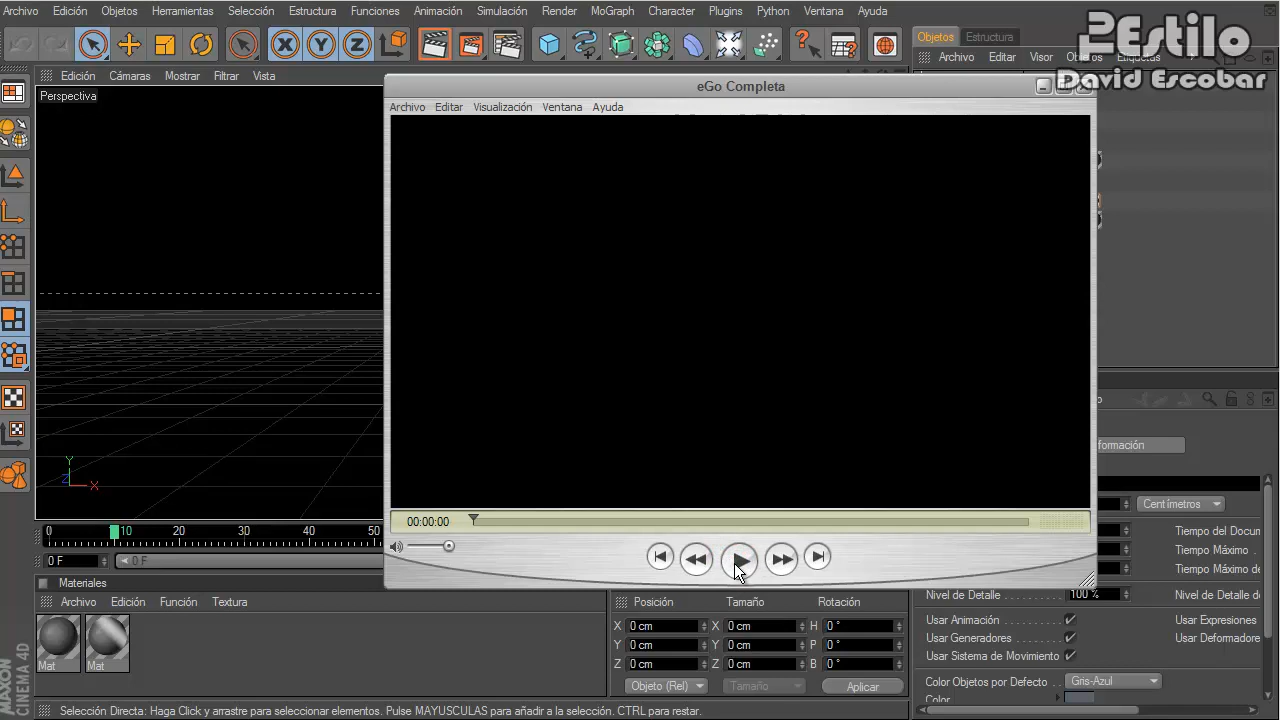 Archivo Edición Objetos Herramientas Selección Estructura Funciones Animación Simulación Render MoGraph Character Plugins Python Ventana Ayuda
X Y Z
Objetos Estructura
Estilo
David Escobar
Edición Cámaras Mostrar Filtrar Vista
Archivo Editar Visor Objetos Etiquetas
Perspectiva
eGo Completa
Archivo Editar Visualización Ventana Ayuda
Y
Z X
00:00:00
0 10 20 30 40 50
0 F 0 F
formación
Centímetros
Tiempo del Docum
Tiempo Máximo
Tiempo Máximo de
Materiales
Archivo Edición Función Textura
Mat Mat
Posición Tamaño Rotación
X 0 cm X 0 cm H 0 °
Y 0 cm Y 0 cm P 0 °
Z 0 cm Z 0 cm B 0 °
Objeto (Rel) Tamaño Aplicar
Nivel de Detalle 100 % Nivel de Detalle de
Usar Animación Usar Expresiones
Usar Generadores Usar Deformadore
Usar Sistema de Movimiento
Color Objetos por Defecto Gris-Azul
Color
MAXON
CINEMA 4D
Selección Directa: Haga Click y arrastre para seleccionar elementos. Pulse MAYUSCULAS para añadir a la selección. CTRL para restar.